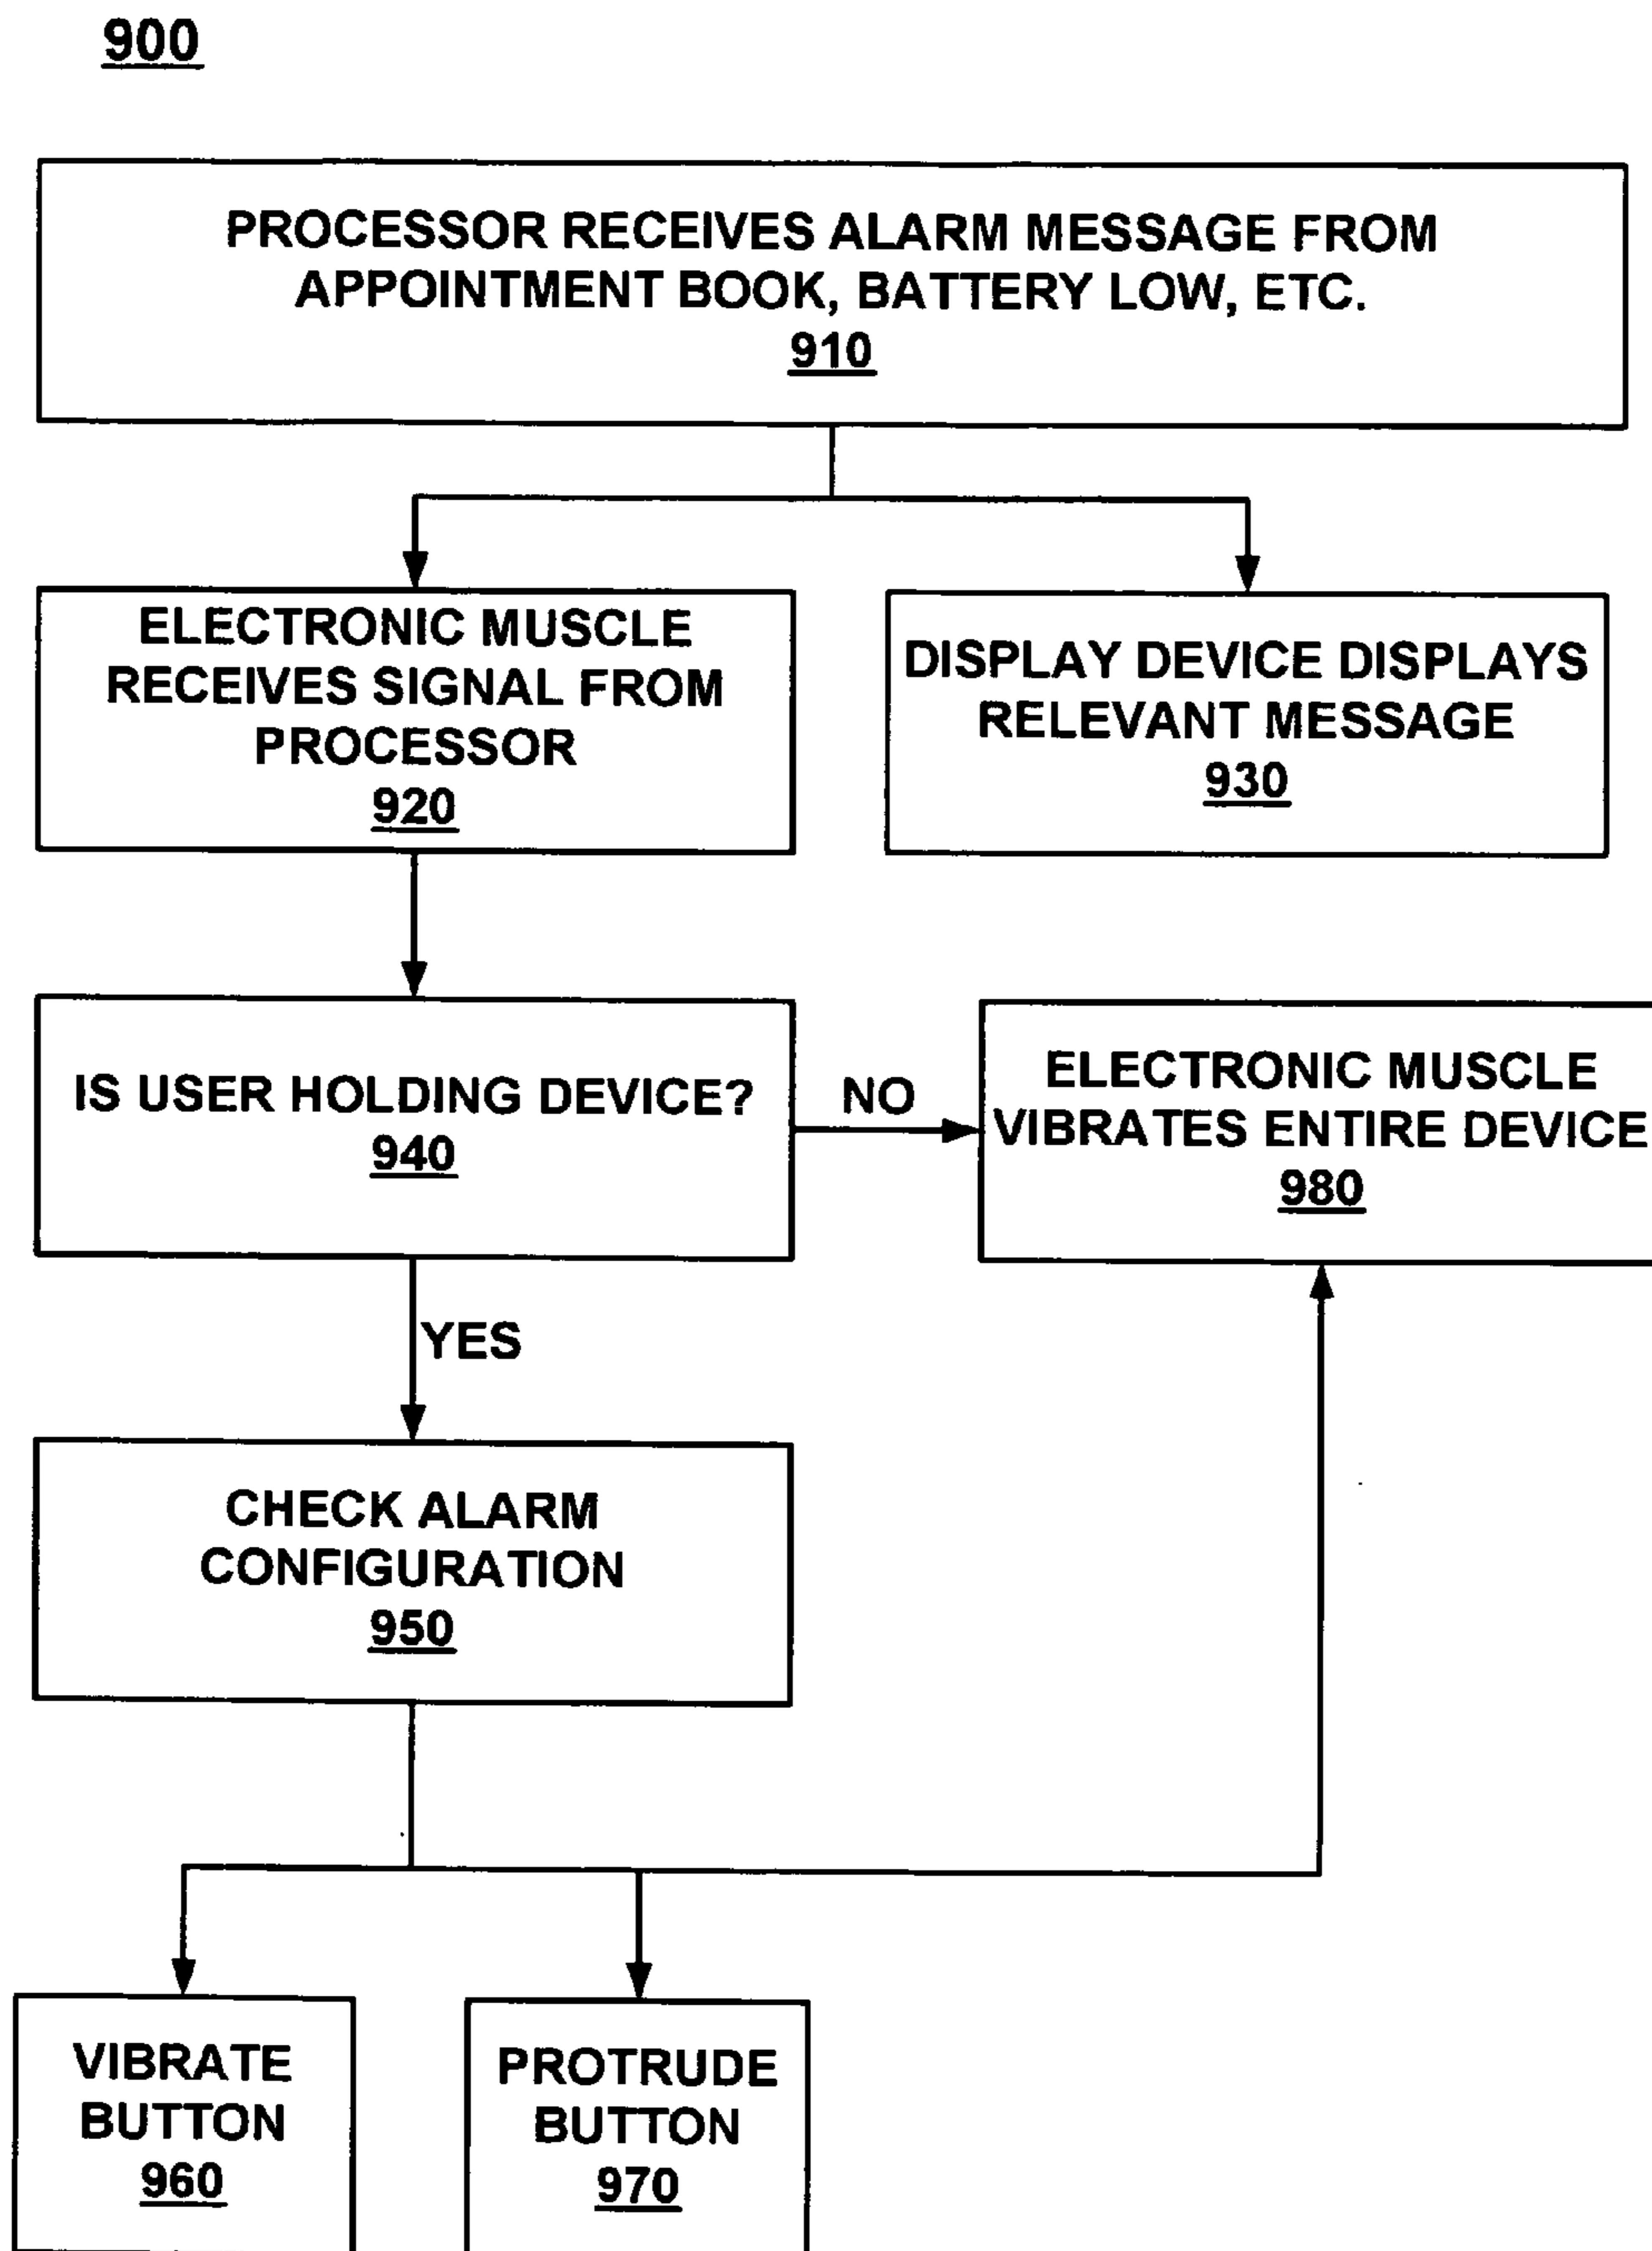 900
PROCESSOR RECEIVES ALARM MESSAGE FROM
APPOINTMENT BOOK, BATTERY LOW, ETC.
910
ELECTRONIC MUSCLE
RECEIVES SIGNAL FROM
PROCESSOR
920
DISPLAY DEVICE DISPLAYS
RELEVANT MESSAGE
930
IS USER HOLDING DEVICE?
940
NO
ELECTRONIC MUSCLE
VIBRATES ENTIRE DEVICE
980
YES
CHECK ALARM
CONFIGURATION
950
VIBRATE
BUTTON
960
PROTRUDE
BUTTON
970